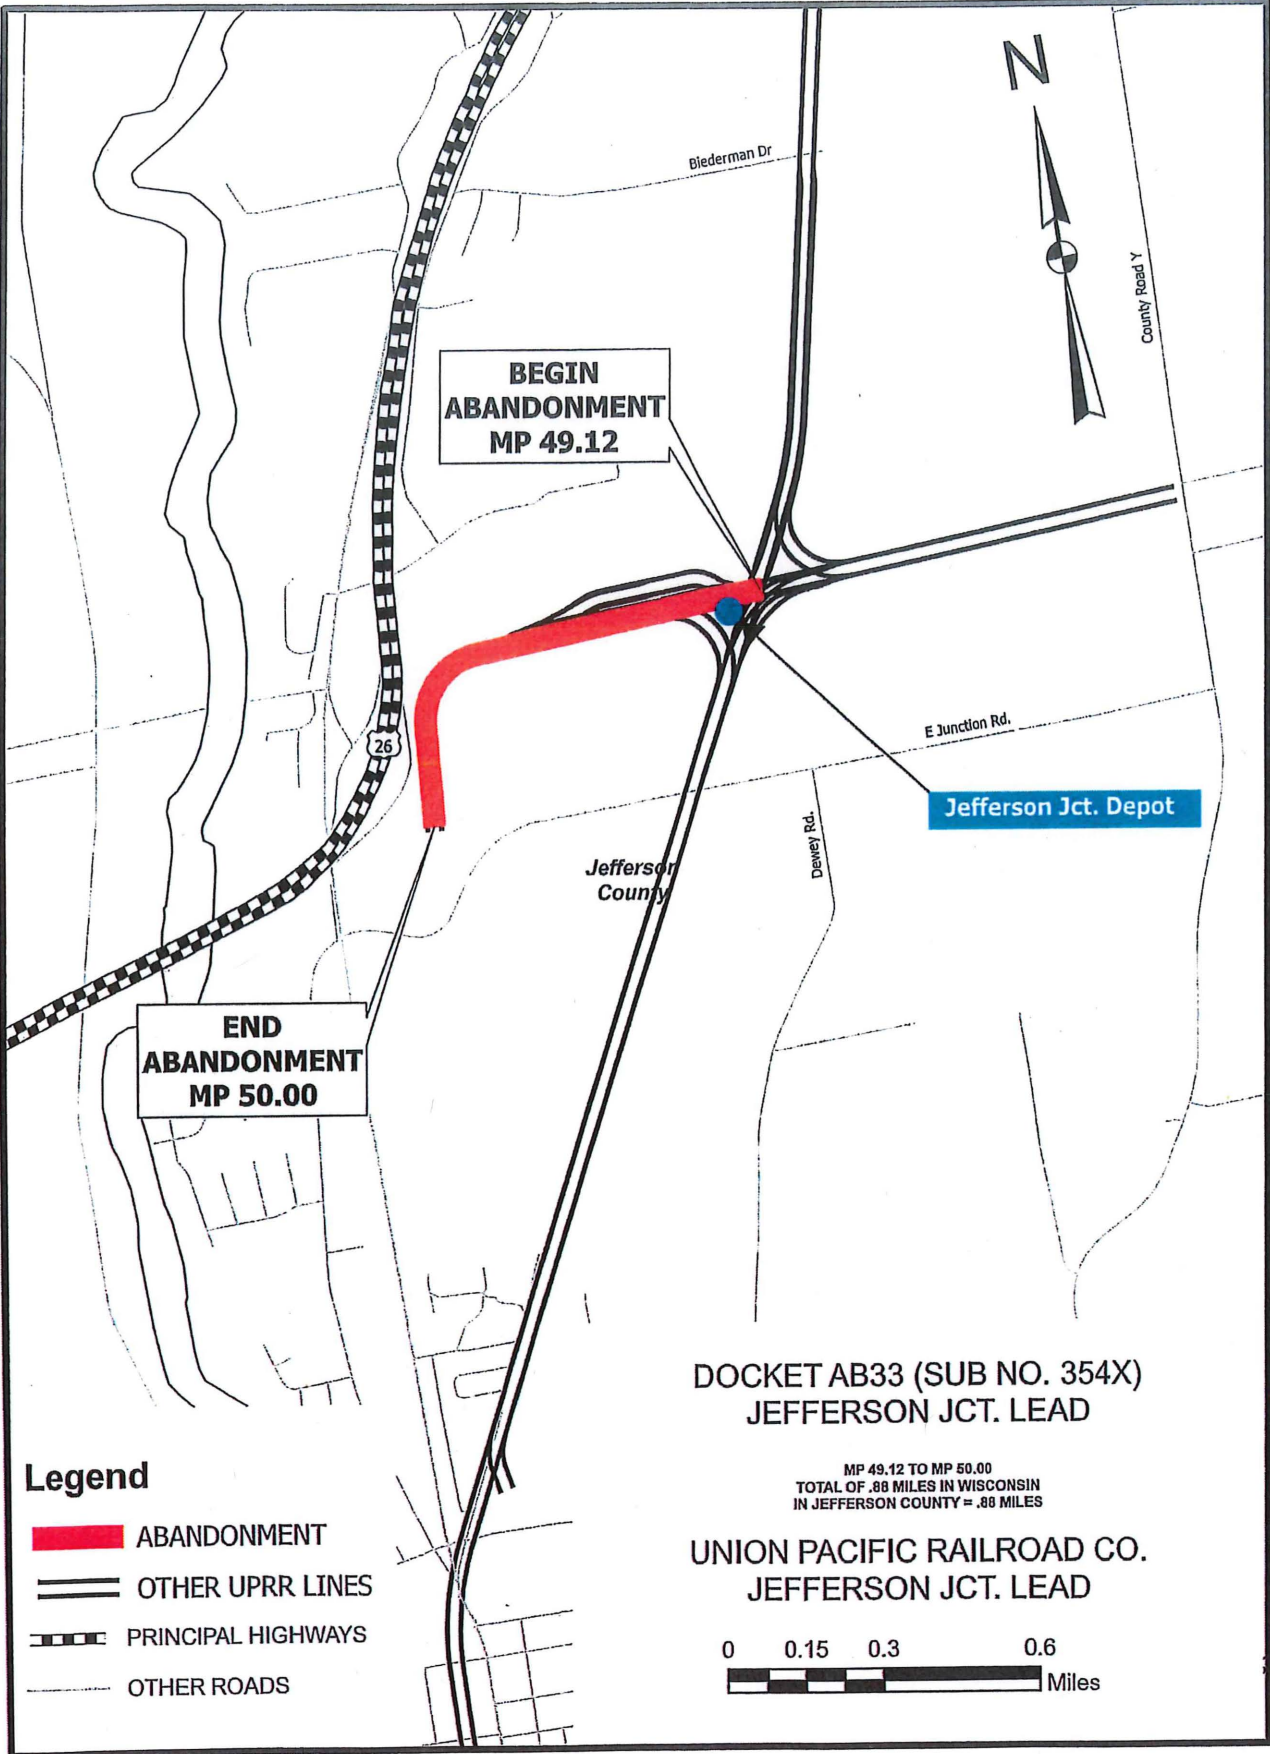 N
Biederman Dr
County Road Y
BEGIN
ABANDONMENT
MP 49.12
26
E Junction Rd.
Jefferson Jct. Depot
Dewey Rd.
Jefferson
County
END
ABANDONMENT
MP 50.00
DOCKET AB33 (SUB NO. 354X)
JEFFERSON JCT. LEAD
MP 49.12 TO MP 50.00
TOTAL OF .88 MILES IN WISCONSIN
IN JEFFERSON COUNTY = .88 MILES
UNION PACIFIC RAILROAD CO.
JEFFERSON JCT. LEAD
Legend
ABANDONMENT
OTHER UPRR LINES
PRINCIPAL HIGHWAYS
OTHER ROADS
0 0.15 0.3 0.6
Miles